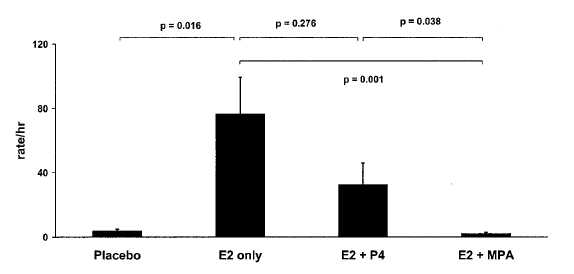 p = 0.016
p = 0.276
p = 0.038
p = 0.001
120
80
40
0
rate/hr
Placebo
E2 only
E2 + P4
E2 + MPA